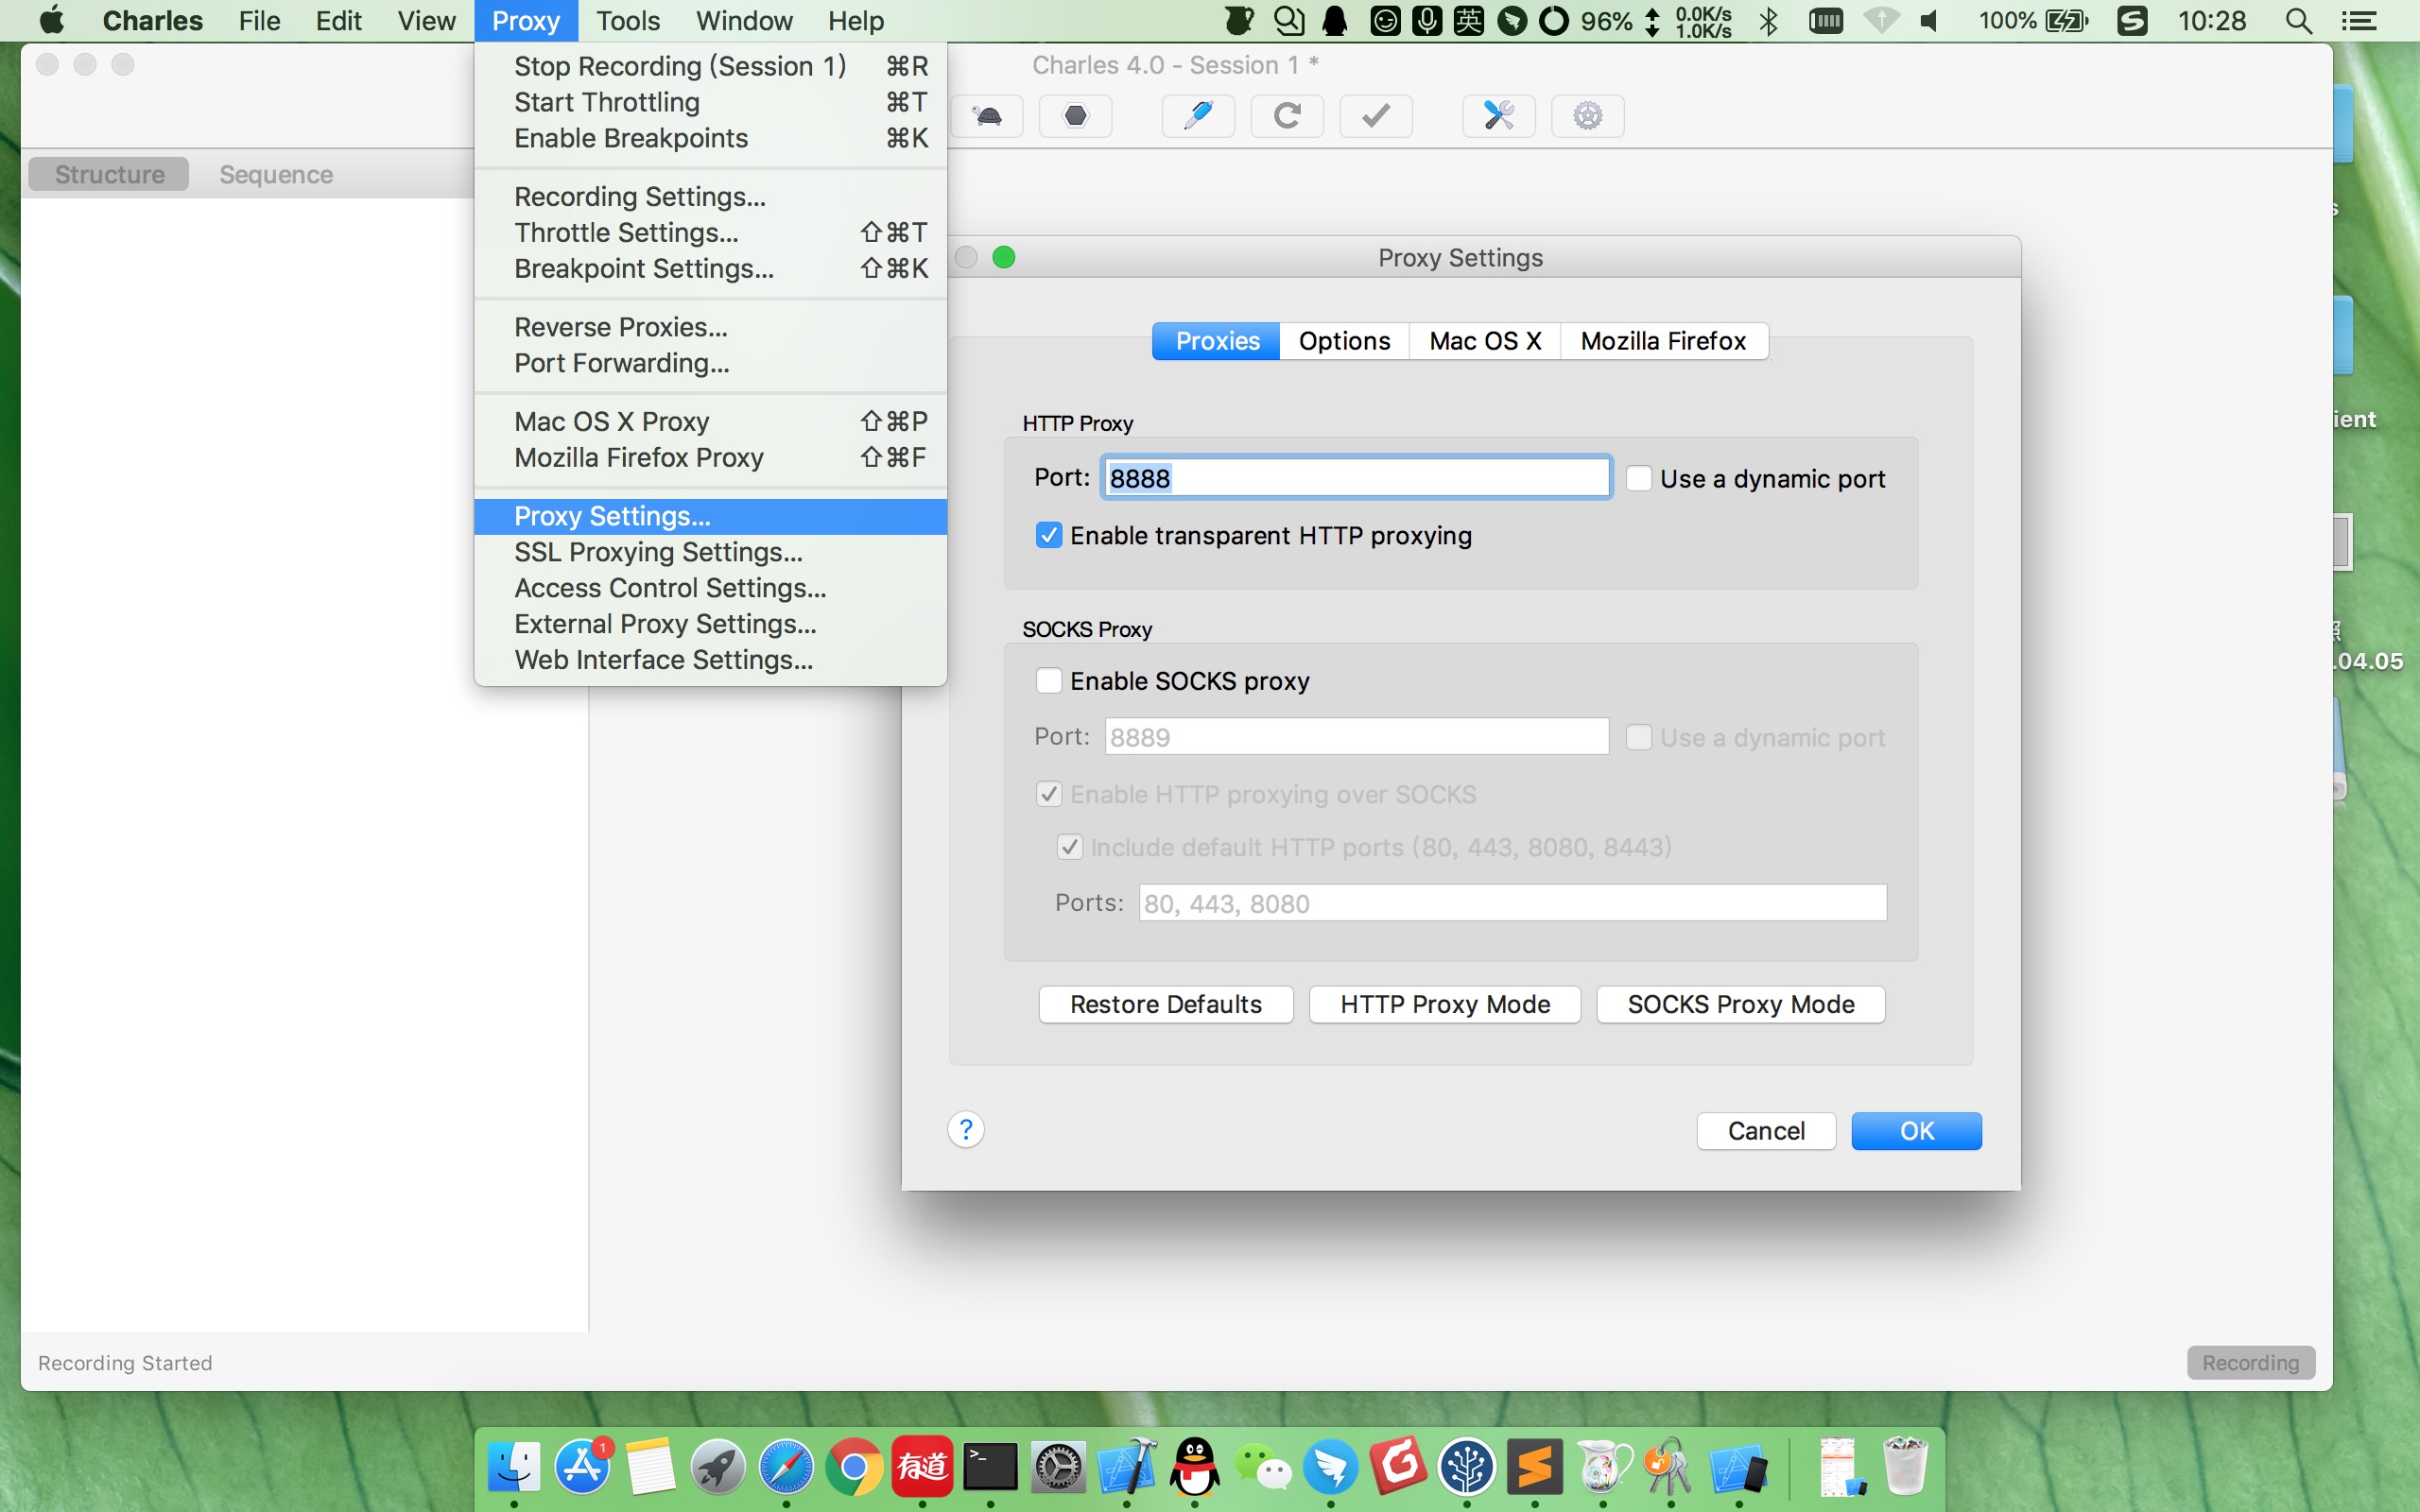 Charles File Edit View Proxy Tools Window Help 英 96% 0.0K/s 1.0K/s 100% 10:28
Charles 4.0 - Session 1 *
Structure Sequence
Stop Recording (Session 1) ⌘R
Start Throttling ⌘T
Enable Breakpoints ⌘K
Recording Settings...
Throttle Settings... ⇧⌘T
Breakpoint Settings... ⇧⌘K
Reverse Proxies...
Port Forwarding...
Mac OS X Proxy ⇧⌘P
Mozilla Firefox Proxy ⇧⌘F
Proxy Settings...
SSL Proxying Settings...
Access Control Settings...
External Proxy Settings...
Web Interface Settings...
Proxy Settings
Proxies Options Mac OS X Mozilla Firefox
HTTP Proxy
Port: 8888 Use a dynamic port
Enable transparent HTTP proxying
SOCKS Proxy
Enable SOCKS proxy
Port: 8889 Use a dynamic port
Enable HTTP proxying over SOCKS
Include default HTTP ports (80, 443, 8080, 8443)
Ports: 80, 443, 8080
Restore Defaults HTTP Proxy Mode SOCKS Proxy Mode
? Cancel OK
s
ient
.04.05
Recording Started Recording
1
有道